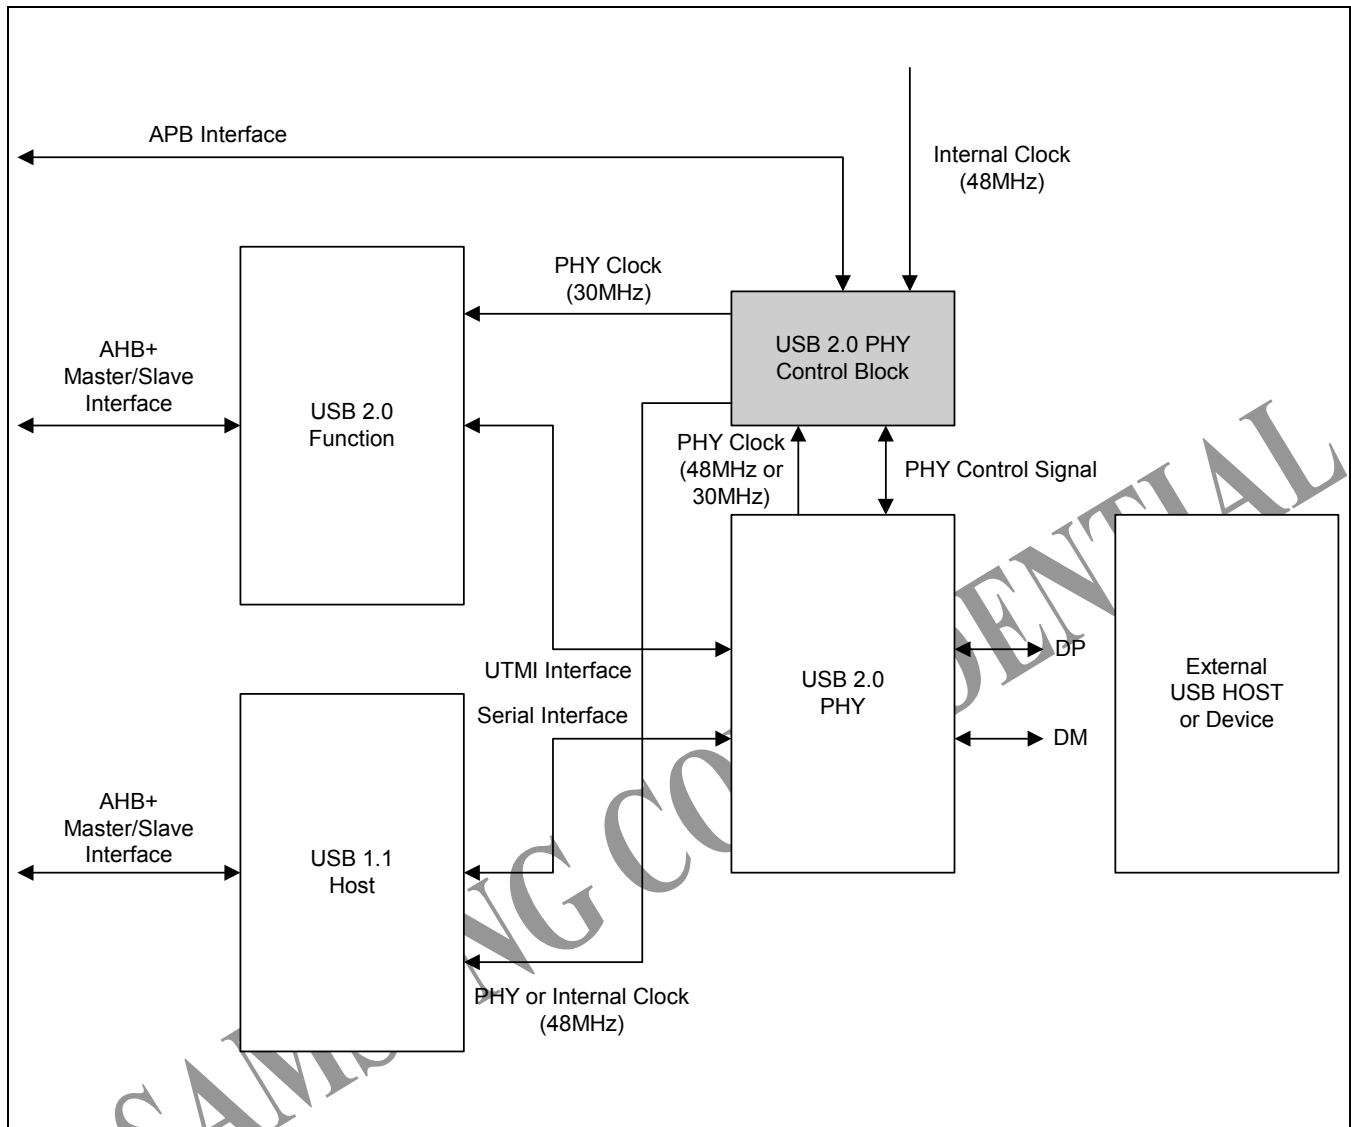 APB Interface
Internal Clock
(48MHz)
PHY Clock
(30MHz)
USB 2.0 PHY
Control Block
AHB+
Master/Slave
Interface
USB 2.0
Function
PHY Clock
(48MHz or
30MHz)
PHY Control Signal
UTMI Interface
Serial Interface
USB 2.0
PHY
DP
DM
External
USB HOST
or Device
AHB+
Master/Slave
Interface
USB 1.1
Host
PHY or Internal Clock
(48MHz)